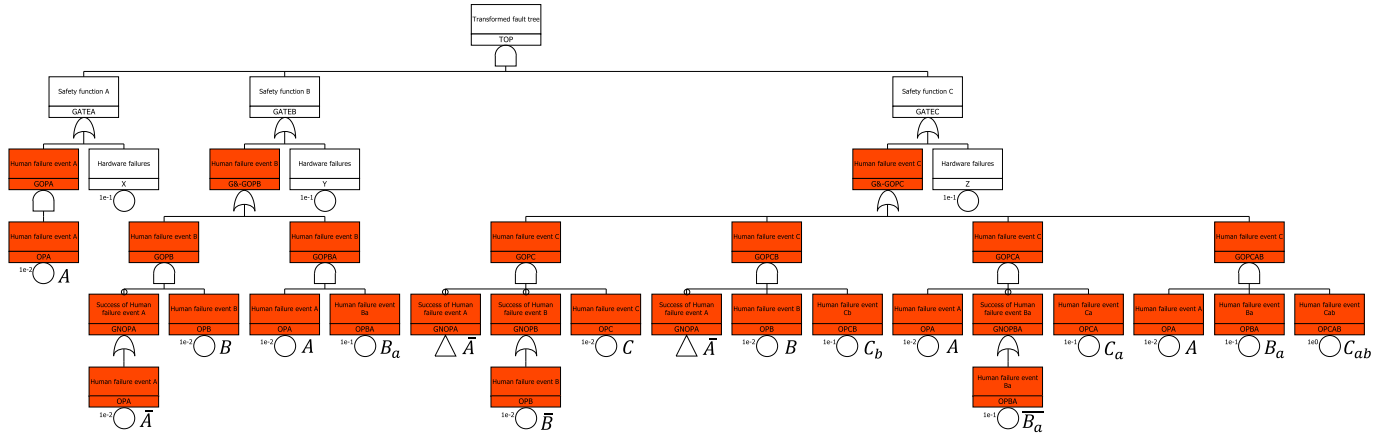 Transformed fault tree
TOP
Safety function A
GATEA
Safety function B
GATEB
Safety function C
GATEC
Human failure event A
GOPA
Hardware failures
X
1e-1
Human failure event B
G&-GOPB
Hardware failures
Y
1e-1
Human failure event C
G&-GOPC
Hardware failures
Z
1e-1
Human failure event A
OPA
1e-2
A
Human failure event B
GOPB
Human failure event B
GOPBA
Human failure event C
GOPC
Human failure event C
GOPCB
Human failure event C
GOPCA
Human failure event C
GOPCAB
Success of Human
failure event A
GNOPA
Human failure event B
OPB
1e-2
B
Human failure event A
OPA
1e-2
A
Human failure event
Ba
OPBA
1e-1
Bₐ
Success of Human
failure event A
GNOPA
A̅
Success of Human
failure event B
GNOPB
Human failure event C
OPC
1e-2
C
Success of Human
failure event A
GNOPA
A̅
Human failure event B
OPB
1e-2
B
Human failure event
Cb
OPCB
1e-1
C_b
Human failure event A
OPA
1e-2
A
Success of Human
failure event Ba
GNOPBA
Human failure event
Ca
OPCA
1e-1
Cₐ
Human failure event A
OPA
1e-2
A
Human failure event
Ba
OPBA
1e-1
Bₐ
Human failure event
Cab
OPCAB
1e0
C_ab
Human failure event A
OPA
1e-2
A̅
Human failure event B
OPB
1e-2
B̅
Human failure event
Ba
OPBA
1e-1
B̅ₐ